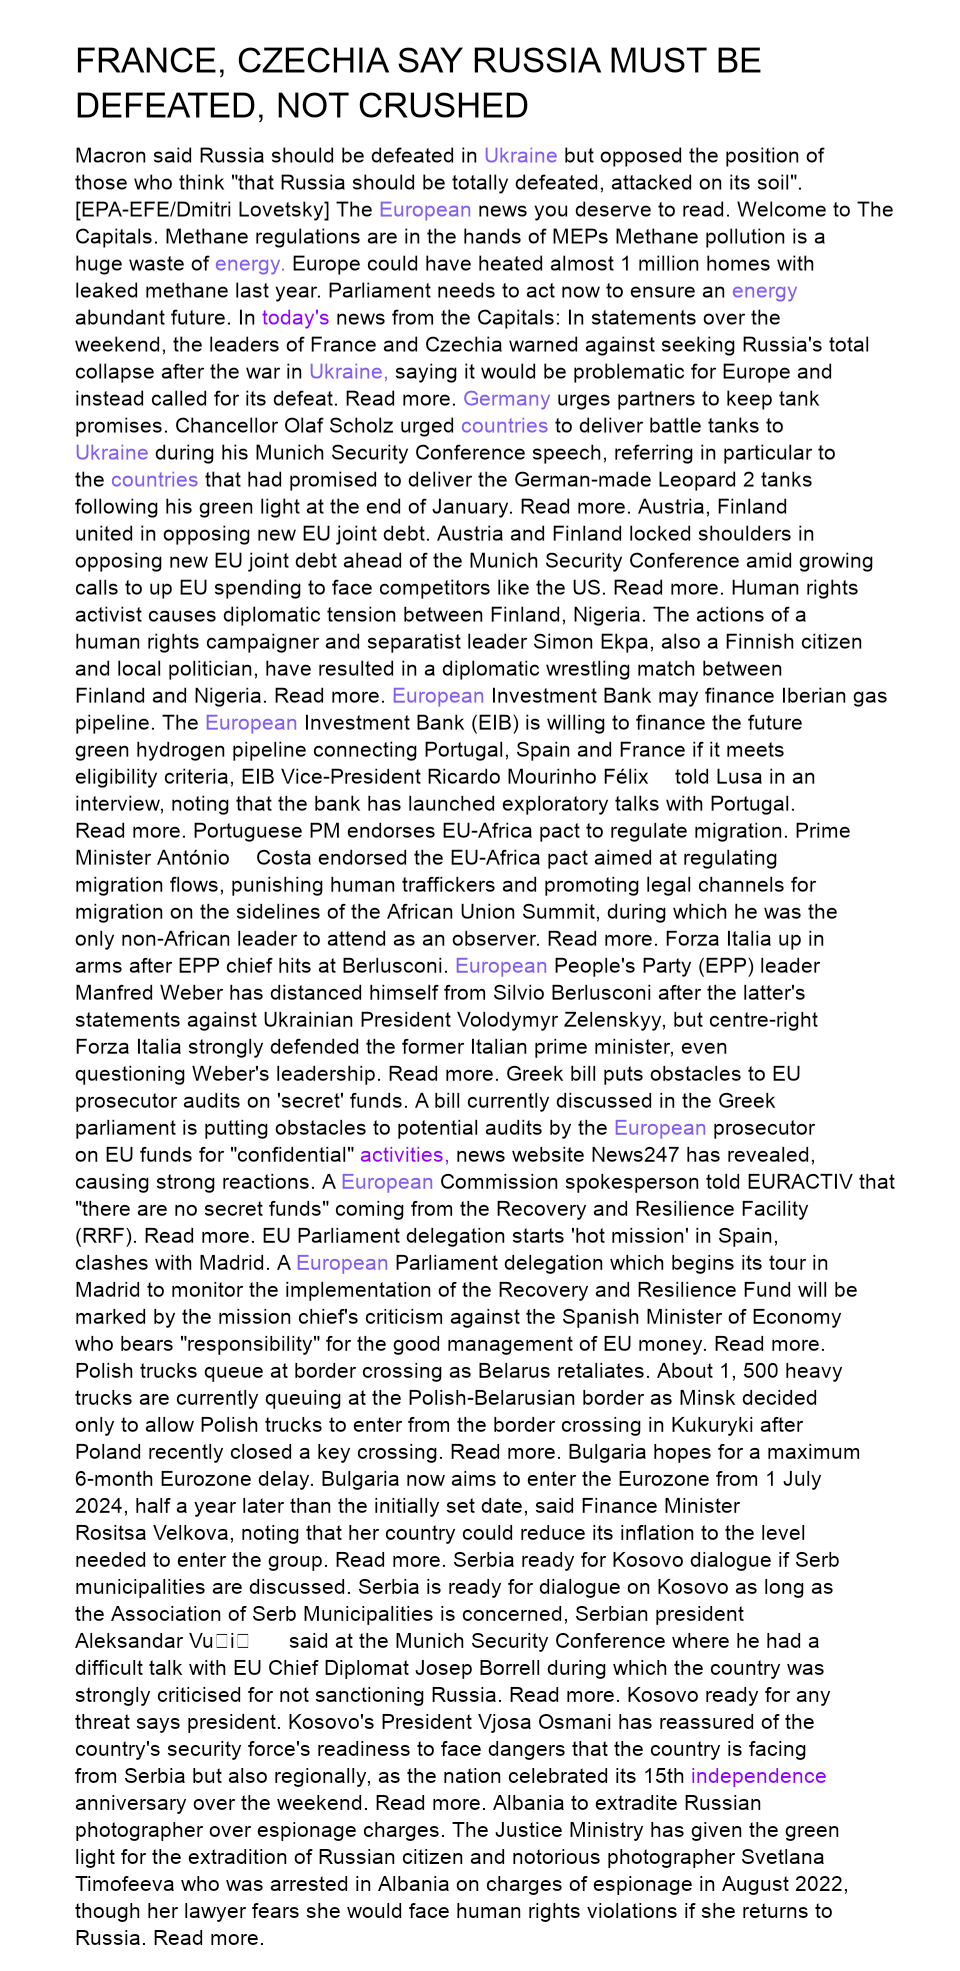 FRANCE, CZECHIA SAY RUSSIA MUST BE
DEFEATED, NOT CRUSHED
Macron said Russia should be defeated in Ukraine but opposed the position of
those who think "that Russia should be totally defeated, attacked on its soil".
[EPA-EFE/Dmitri Lovetsky] The European news you deserve to read. Welcome to The
Capitals. Methane regulations are in the hands of MEPs Methane pollution is a
huge waste of energy. Europe could have heated almost 1 million homes with
leaked methane last year. Parliament needs to act now to ensure an energy
abundant future. In today's news from the Capitals: In statements over the
weekend, the leaders of France and Czechia warned against seeking Russia's total
collapse after the war in Ukraine, saying it would be problematic for Europe and
instead called for its defeat. Read more. Germany urges partners to keep tank
promises. Chancellor Olaf Scholz urged countries to deliver battle tanks to
Ukraine during his Munich Security Conference speech, referring in particular to
the countries that had promised to deliver the German-made Leopard 2 tanks
following his green light at the end of January. Read more. Austria, Finland
united in opposing new EU joint debt. Austria and Finland locked shoulders in
opposing new EU joint debt ahead of the Munich Security Conference amid growing
calls to up EU spending to face competitors like the US. Read more. Human rights
activist causes diplomatic tension between Finland, Nigeria. The actions of a
human rights campaigner and separatist leader Simon Ekpa, also a Finnish citizen
and local politician, have resulted in a diplomatic wrestling match between
Finland and Nigeria. Read more. European Investment Bank may finance Iberian gas
pipeline. The European Investment Bank (EIB) is willing to finance the future
green hydrogen pipeline connecting Portugal, Spain and France if it meets
eligibility criteria, EIB Vice-President Ricardo Mourinho Félix told Lusa in an
interview, noting that the bank has launched exploratory talks with Portugal.
Read more. Portuguese PM endorses EU-Africa pact to regulate migration. Prime
Minister António Costa endorsed the EU-Africa pact aimed at regulating
migration flows, punishing human traffickers and promoting legal channels for
migration on the sidelines of the African Union Summit, during which he was the
only non-African leader to attend as an observer. Read more. Forza Italia up in
arms after EPP chief hits at Berlusconi. European People's Party (EPP) leader
Manfred Weber has distanced himself from Silvio Berlusconi after the latter's
statements against Ukrainian President Volodymyr Zelenskyy, but centre-right
Forza Italia strongly defended the former Italian prime minister, even
questioning Weber's leadership. Read more. Greek bill puts obstacles to EU
prosecutor audits on 'secret' funds. A bill currently discussed in the Greek
parliament is putting obstacles to potential audits by the European prosecutor
on EU funds for "confidential" activities, news website News247 has revealed,
causing strong reactions. A European Commission spokesperson told EURACTIV that
"there are no secret funds" coming from the Recovery and Resilience Facility
(RRF). Read more. EU Parliament delegation starts 'hot mission' in Spain,
clashes with Madrid. A European Parliament delegation which begins its tour in
Madrid to monitor the implementation of the Recovery and Resilience Fund will be
marked by the mission chief's criticism against the Spanish Minister of Economy
who bears "responsibility" for the good management of EU money. Read more.
Polish trucks queue at border crossing as Belarus retaliates. About 1, 500 heavy
trucks are currently queuing at the Polish-Belarusian border as Minsk decided
only to allow Polish trucks to enter from the border crossing in Kukuryki after
Poland recently closed a key crossing. Read more. Bulgaria hopes for a maximum
6-month Eurozone delay. Bulgaria now aims to enter the Eurozone from 1 July
2024, half a year later than the initially set date, said Finance Minister
Rositsa Velkova, noting that her country could reduce its inflation to the level
needed to enter the group. Read more. Serbia ready for Kosovo dialogue if Serb
municipalities are discussed. Serbia is ready for dialogue on Kosovo as long as
the Association of Serb Municipalities is concerned, Serbian president
Aleksandar Vu□i□ said at the Munich Security Conference where he had a
difficult talk with EU Chief Diplomat Josep Borrell during which the country was
strongly criticised for not sanctioning Russia. Read more. Kosovo ready for any
threat says president. Kosovo's President Vjosa Osmani has reassured of the
country's security force's readiness to face dangers that the country is facing
from Serbia but also regionally, as the nation celebrated its 15th independence
anniversary over the weekend. Read more. Albania to extradite Russian
photographer over espionage charges. The Justice Ministry has given the green
light for the extradition of Russian citizen and notorious photographer Svetlana
Timofeeva who was arrested in Albania on charges of espionage in August 2022,
though her lawyer fears she would face human rights violations if she returns to
Russia. Read more.